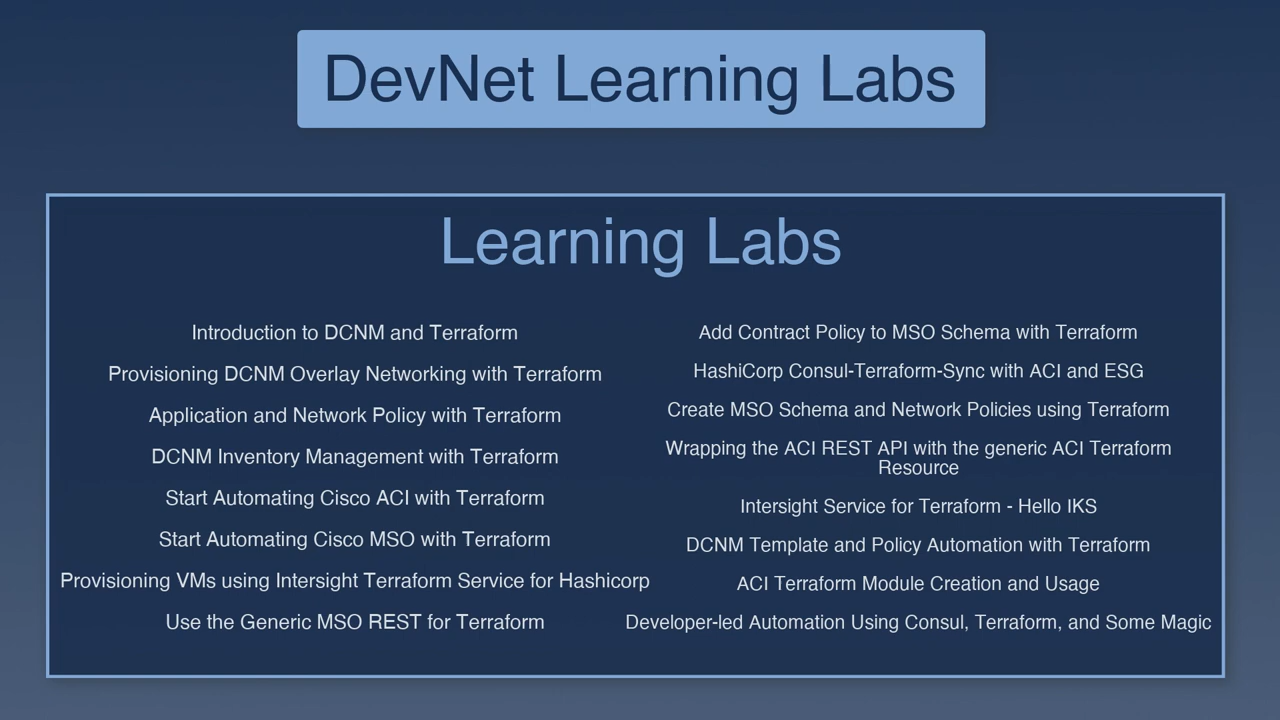 DevNet Learning Labs
Learning Labs
Introduction to DCNM and Terraform
Provisioning DCNM Overlay Networking with Terraform
Application and Network Policy with Terraform
DCNM Inventory Management with Terraform
Start Automating Cisco ACI with Terraform
Start Automating Cisco MSO with Terraform
Provisioning VMs using Intersight Terraform Service for Hashicorp
Use the Generic MSO REST for Terraform
Add Contract Policy to MSO Schema with Terraform
HashiCorp Consul-Terraform-Sync with ACI and ESG
Create MSO Schema and Network Policies using Terraform
Wrapping the ACI REST API with the generic ACI Terraform
Resource
Intersight Service for Terraform - Hello IKS
DCNM Template and Policy Automation with Terraform
ACI Terraform Module Creation and Usage
Developer-led Automation Using Consul, Terraform, and Some Magic